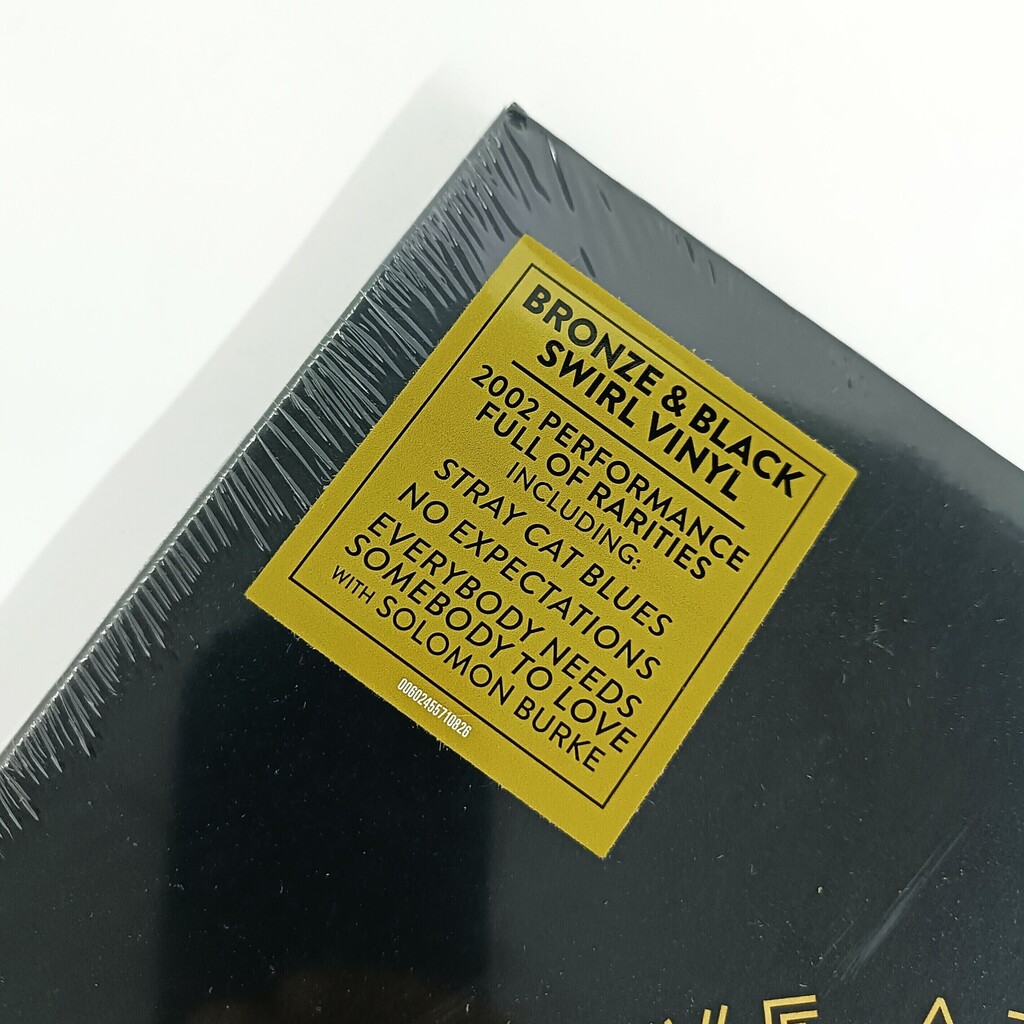 BRONZE & BLACK
SWIRL VINYL
2002 PERFORMANCE
FULL OF RARITIES
INCLUDING:
STRAY CAT BLUES
NO EXPECTATIONS
EVERYBODY NEEDS
SOMEBODY TO LOVE
WITH SOLOMON BURKE
00602455710826